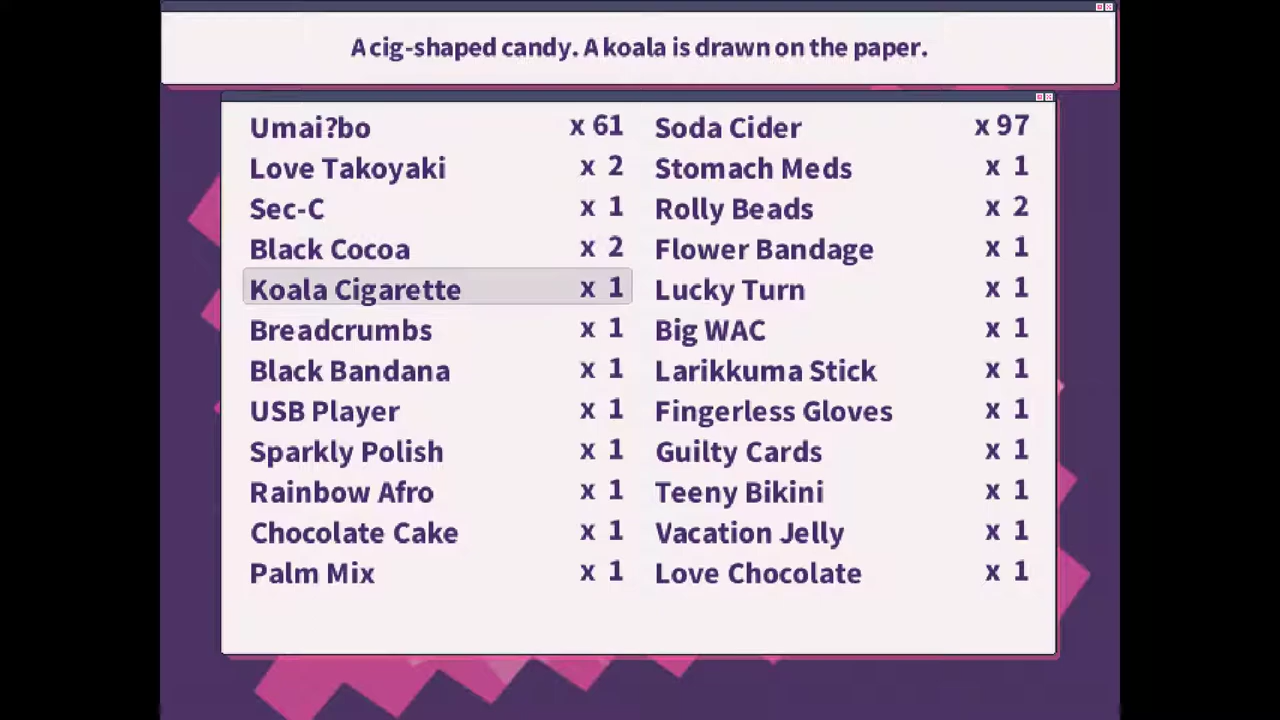 A cig-shaped candy. A koala is drawn on the paper.
Umai?bo x 61 Soda Cider x 97
Love Takoyaki x 2 Stomach Meds x 1
Sec-C x 1 Rolly Beads x 2
Black Cocoa x 2 Flower Bandage x 1
Koala Cigarette x 1 Lucky Turn x 1
Breadcrumbs x 1 Big WAC x 1
Black Bandana x 1 Larikkuma Stick x 1
USB Player x 1 Fingerless Gloves x 1
Sparkly Polish x 1 Guilty Cards x 1
Rainbow Afro x 1 Teeny Bikini x 1
Chocolate Cake x 1 Vacation Jelly x 1
Palm Mix x 1 Love Chocolate x 1